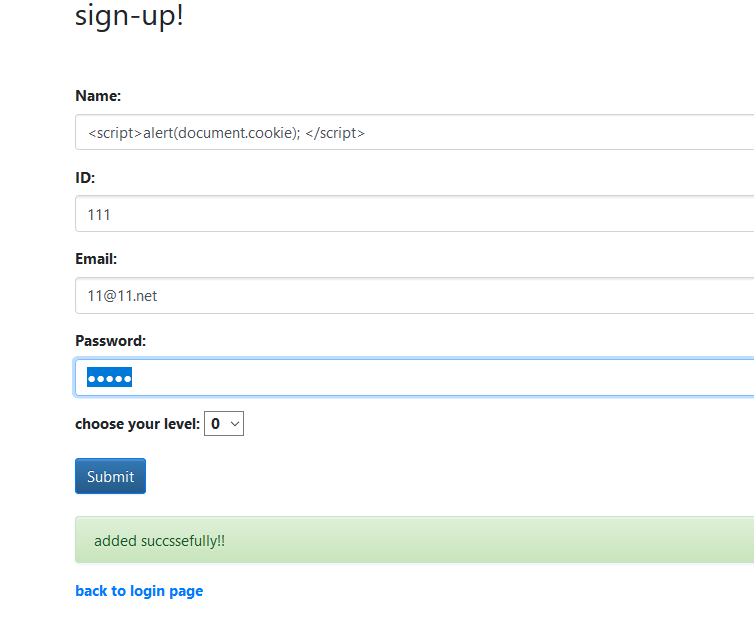 sign-up!
Name:
<script>alert(document.cookie); </script>
ID:
111
Email:
11@11.net
Password:
●●●●●
choose your level: 0
Submit
added succssefully!!
back to login page